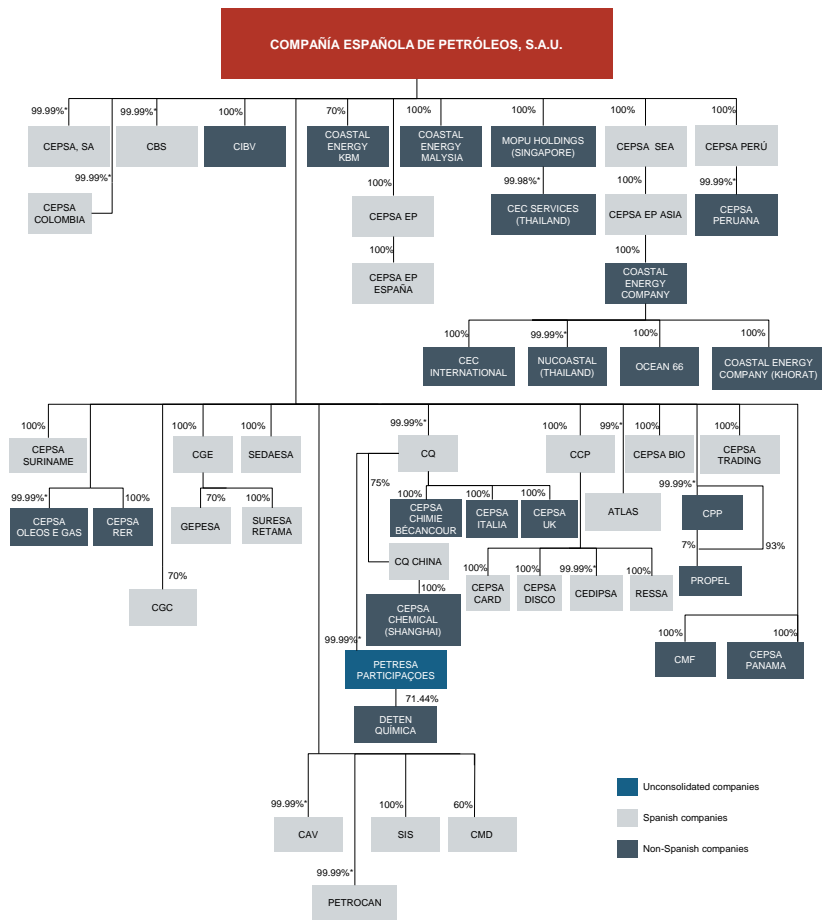 COMPAÑÍA ESPAÑOLA DE PETRÓLEOS, S.A.U.
99.99%*
99.99%*
100%
70%
100%
100%
100%
100%
CEPSA, SA
CBS
CIBV
COASTAL
ENERGY
KBM
COASTAL
ENERGY
MALYSIA
MOPU HOLDINGS
(SINGAPORE)
CEPSA SEA
CEPSA PERÚ
99.99%*
100%
99.98%*
100%
99.99%*
CEPSA
COLOMBIA
CEPSA EP
CEC SERVICES
(THAILAND)
CEPSA EP ASIA
CEPSA
PERUANA
100%
100%
CEPSA EP
ESPAÑA
COASTAL
ENERGY
COMPANY
100%
99.99%*
100%
100%
CEC
INTERNATIONAL
NUCOASTAL
(THAILAND)
OCEAN 66
COASTAL ENERGY
COMPANY (KHORAT)
100%
100%
100%
99.99%*
100%
99%*
100%
100%
CEPSA
SURINAME
CGE
SEDAESA
CQ
CCP
CEPSA BIO
CEPSA
TRADING
99.99%*
100%
70%
100%
75%
100%
100%
100%
99.99%*
CEPSA
OLEOS E GAS
CEPSA
RER
GEPESA
SURESA
RETAMA
CEPSA
CHIMIE
BÉCANCOUR
CEPSA
ITALIA
CEPSA
UK
ATLAS
CPP
70%
CGC
CQ CHINA
100%
100%
100%
99.99%*
100%
7%
93%
CEPSA
CARD
CEPSA
DISCO
CEDIPSA
RESSA
PROPEL
CEPSA
CHEMICAL
(SHANGHAI)
99.99%*
100%
100%
PETRESA
PARTICIPAÇOES
CMF
CEPSA
PANAMA
71.44%
DETEN
QUÍMICA
99.99%*
100%
60%
CAV
SIS
CMD
99.99%*
PETROCAN
Unconsolidated companies
Spanish companies
Non-Spanish companies